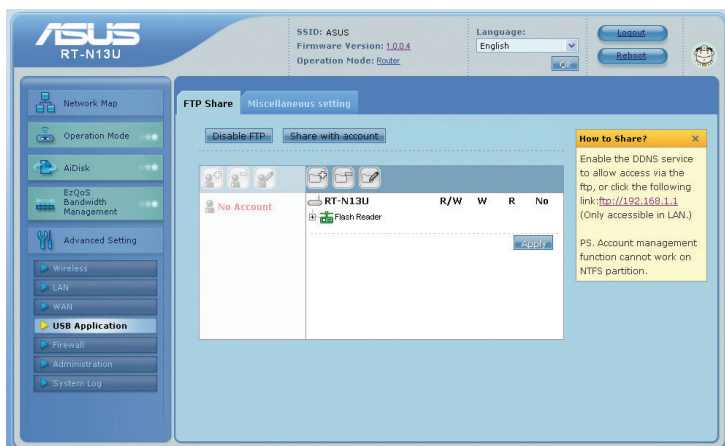 ASUS
RT-N13U
SSID: ASUS
Firmware Version: 1.0.0.4
Operation Mode: Router
Language:
English
OK
Logout
Reboot
Network Map
Operation Mode
AiDisk
EzQoS
Bandwidth
Management
Advanced Setting
Wireless
LAN
WAN
USB Application
Firewall
Administration
System Log
FTP Share
Miscellaneous setting
Disable FTP
Share with account
No Account
RT-N13U R/W W R No
Flash Reader
Apply
How to Share?
Enable the DDNS service
to allow access via the
ftp, or click the following
link:ftp://192.168.1.1
(Only accessible in LAN.)
PS. Account management
function cannot work on
NTFS partition.